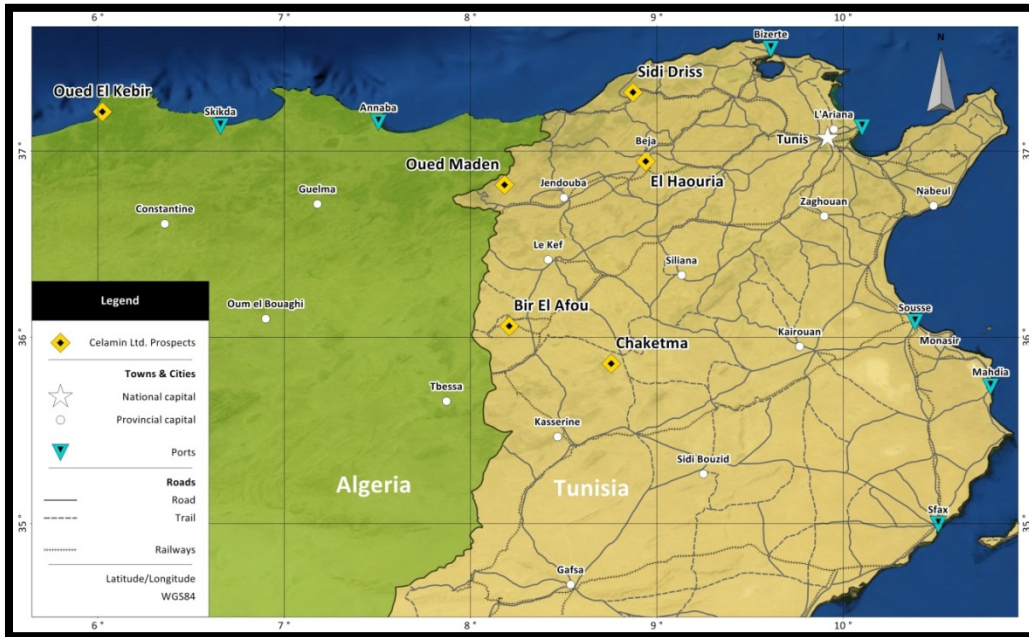 6 °
7 °
8 °
9 °
10 °
Bizerte
N
Oued El Kebir
Sidi Driss
Skikda
Annaba
L'Ariana
Tunis
37 °
37 °
Beja
Oued Maden
El Haouria
Jendouba
Guelma
Nabeul
Zaghouan
Constantine
Le Kef
Siliana
Legend
Oum el Bouaghi
Bir El Afou
Sousse
Kairouan
36 °
36 °
Monasir
Celamin Ltd. Prospects
Chaketma
Towns & Cities
Mahdia
Tbessa
National capital
Provincial capital
Kasserine
Ports
Sidi Bouzid
Roads
Algeria
Tunisia
Road
Sfax
Trail
35 °
35 °
Railways
Gafsa
Latitude/Longitude
WGS84
6 °
7 °
8 °
9 °
10 °